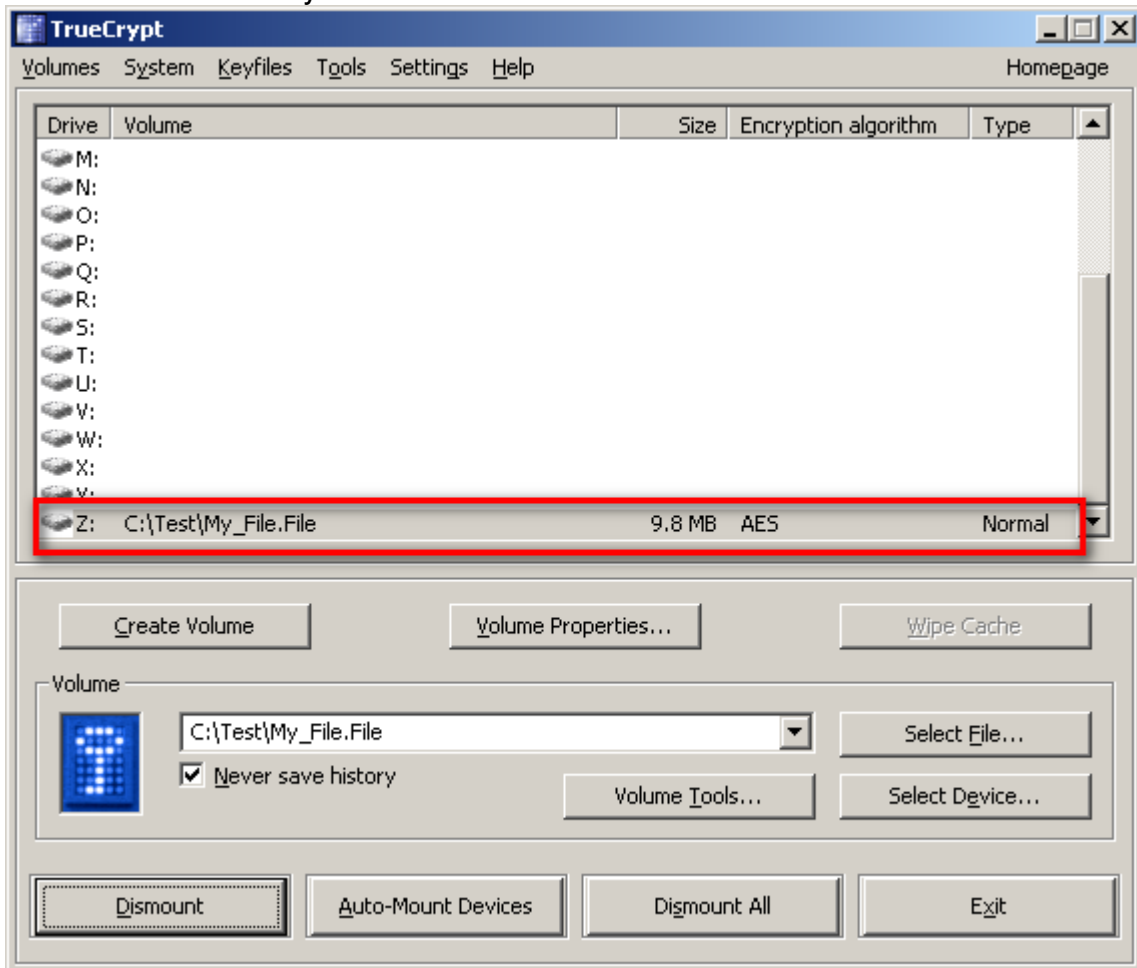 TrueCrypt
Volumes System Keyfiles Tools Settings Help Homepage
Drive Volume Size Encryption algorithm Type
M:
N:
O:
P:
Q:
R:
S:
T:
U:
V:
W:
X:
Y:
Z: C:\Test\My_File.File 9.8 MB AES Normal
Create Volume Volume Properties... Wipe Cache
Volume
C:\Test\My_File.File Select File...
Never save history
Volume Tools... Select Device...
Dismount Auto-Mount Devices Dismount All Exit